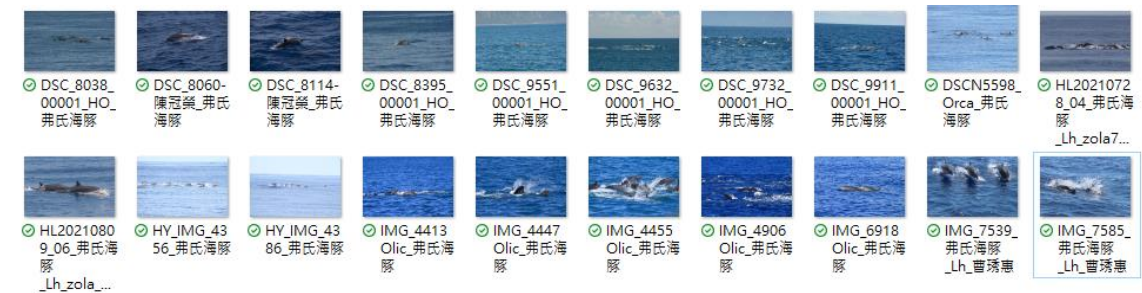 DSC_8038_
00001_HO_
弗氏海豚
DSC_8060-
陳冠榮_弗氏
海豚
DSC_8114-
陳冠榮_弗氏
海豚
DSC_8395_
00001_HO_
弗氏海豚
DSC_9551_
00001_HO_
弗氏海豚
DSC_9632_
00001_HO_
弗氏海豚
DSC_9732_
00001_HO_
弗氏海豚
DSC_9911_
00001_HO_
弗氏海豚
DSCN5598_
Orca_弗氏
海豚
HL2021072
8_04_弗氏海
豚
_Lh_zola7...
HL2021080
9_06_弗氏海
豚
_Lh_zola_...
HY_IMG_43
56_弗氏海豚
HY_IMG_43
86_弗氏海豚
IMG_4413
Olic_弗氏海
豚
IMG_4447
Olic_弗氏海
豚
IMG_4455
Olic_弗氏海
豚
IMG_4906
Olic_弗氏海
豚
IMG_6918
Olic_弗氏海
豚
IMG_7539_
弗氏海豚
_Lh_曹琇惠
IMG_7585_
弗氏海豚
_Lh_曹琇惠